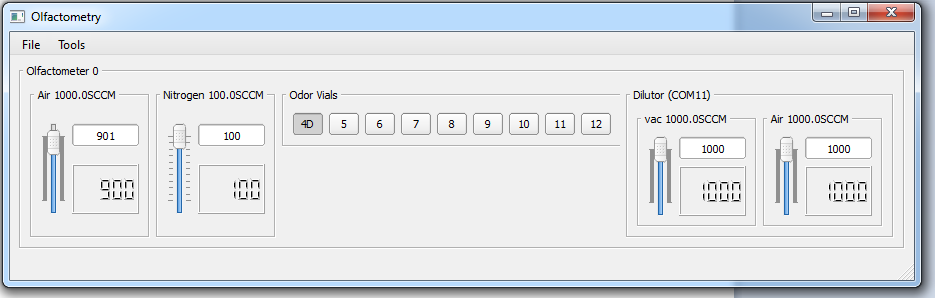 Olfactometry
File Tools
Olfactometer 0
Air 1000.0SCCM Nitrogen 100.0SCCM Odor Vials Dilutor (COM11)
4D 5 6 7 8 9 10 11 12
vac 1000.0SCCM Air 1000.0SCCM
901 100 1000 1000
900 100 1000 1000